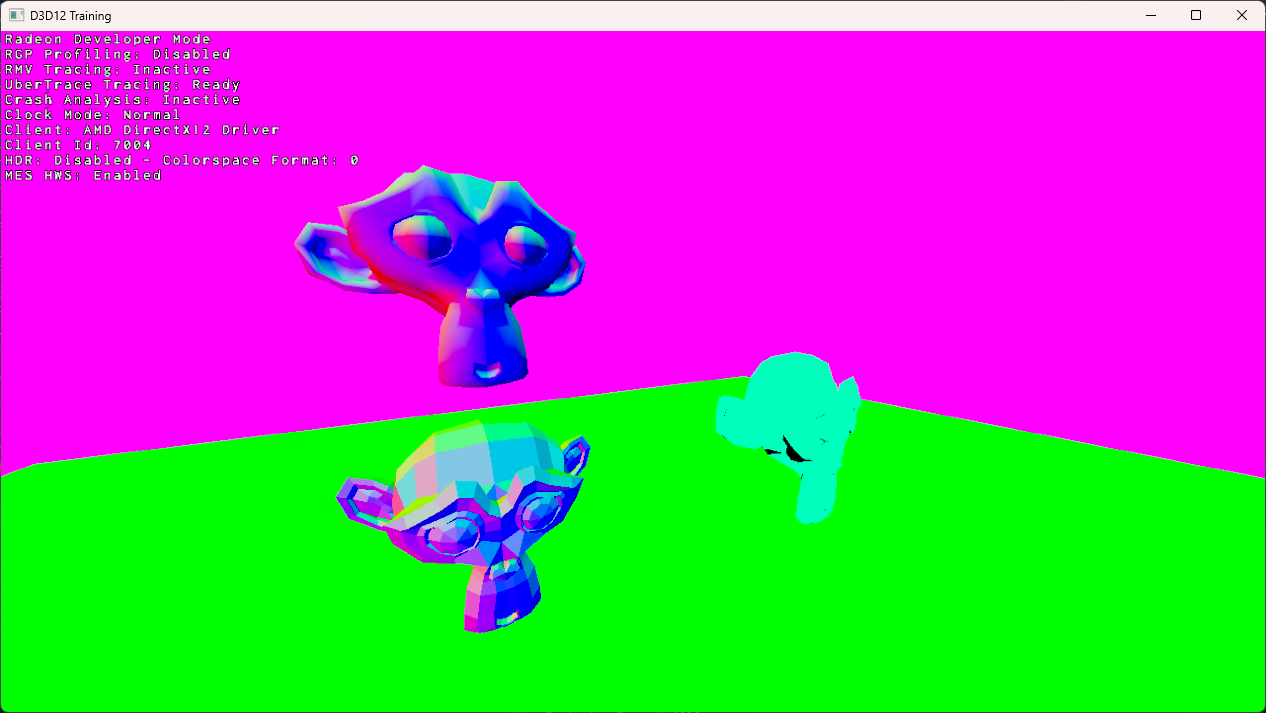 D3D12 Training
Radeon Developer Mode
RGP Profiling: Disabled
RMV Tracing: Inactive
UberTrace Tracing: Ready
Crash Analysis: Inactive
Clock Mode: Normal
Client: AMD DirectX12 Driver
Client Id: 7004
HDR: Disabled - Colorspace Format: 0
MES HWS: Enabled